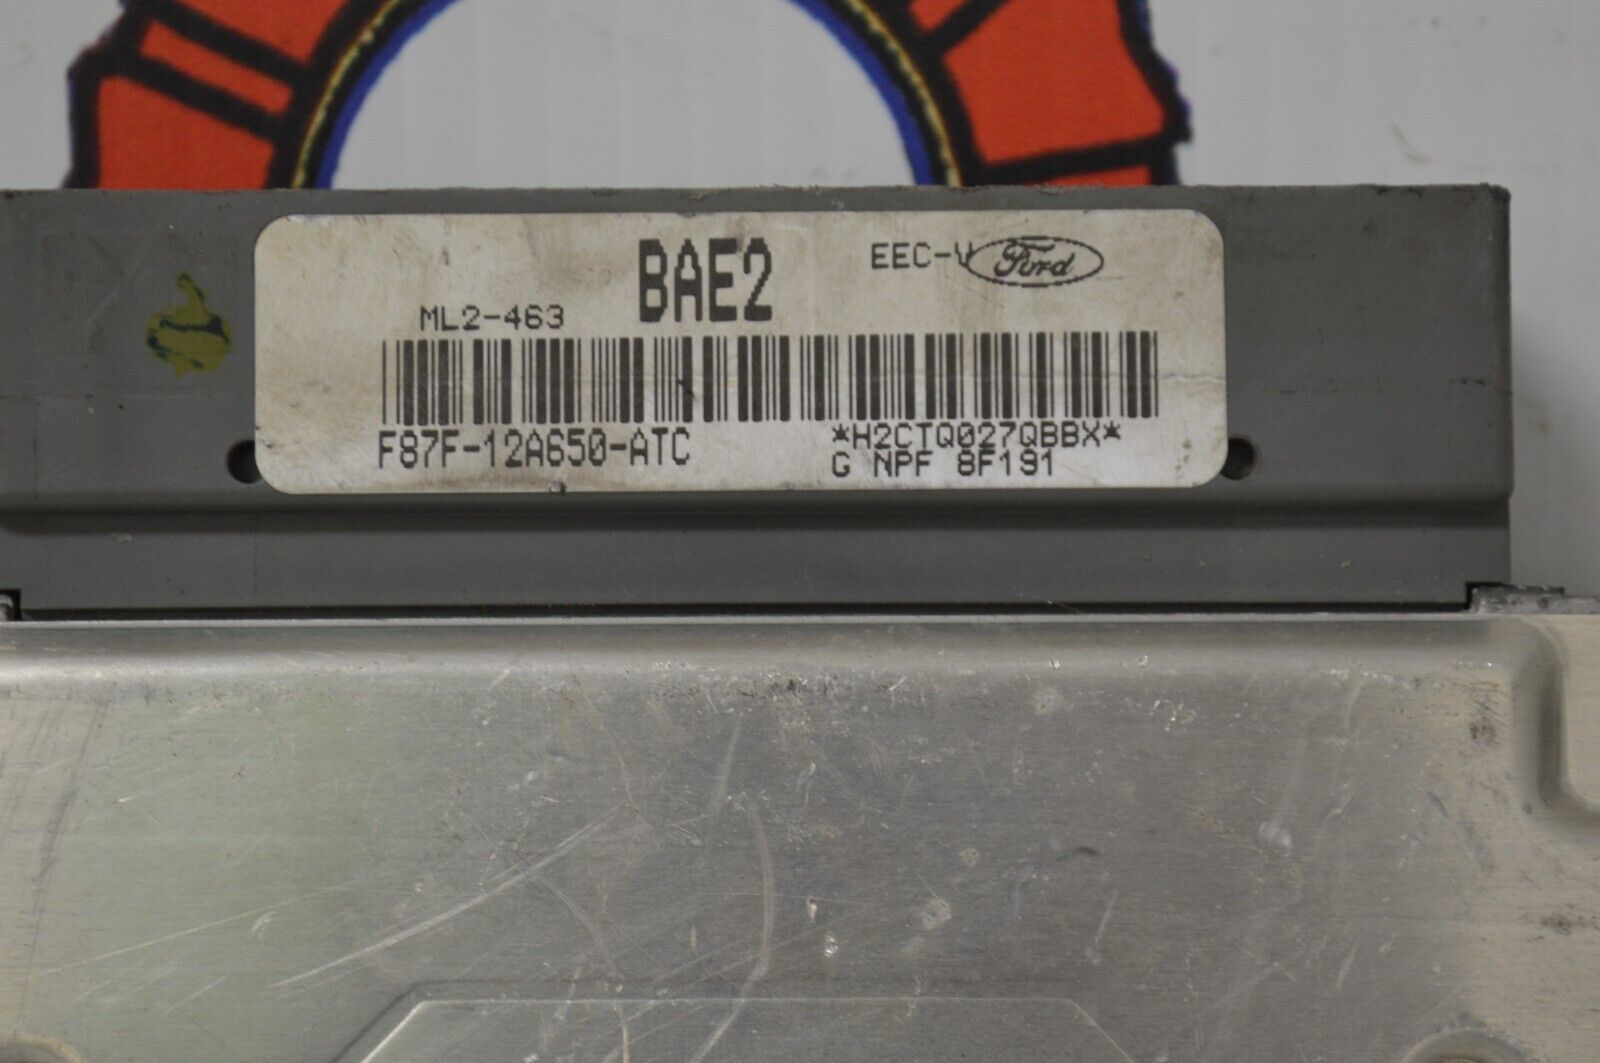 BAE2
EEC-V Ford
ML2-463
F87F-12A650-ATC
*H2CTQ027QBBX*
G NPF 8F191